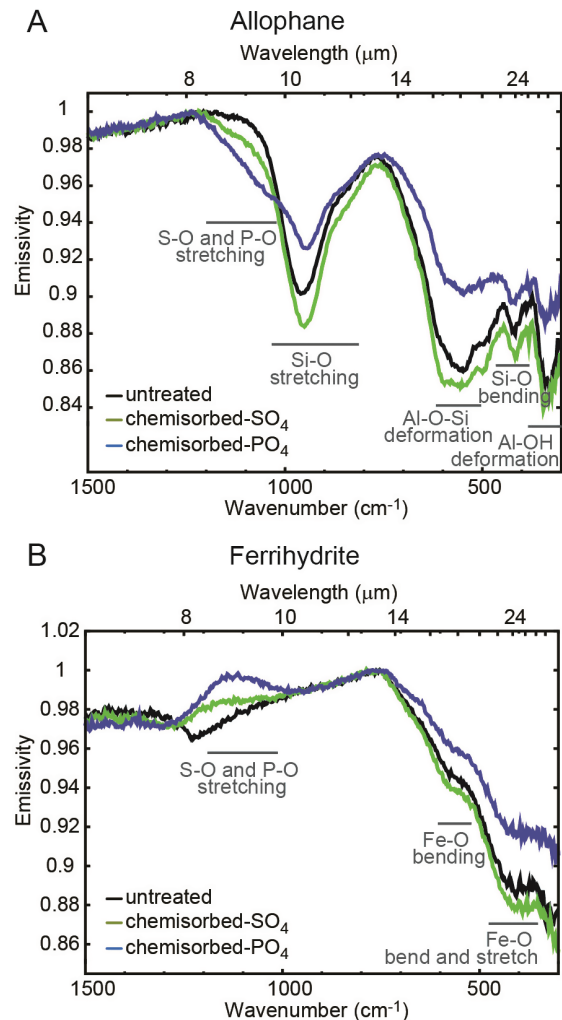 A
Allophane
Wavelength (μm)
8 10 14 24
1
0.98
0.96
0.94
0.92
0.9
0.88
0.86
0.84
Emissivity
S-O and P-O
stretching
Si-O
stretching
Si-O
bending
Al-O-Si
deformation
Al-OH
deformation
untreated
chemisorbed-SO₄
chemisorbed-PO₄
1500 1000 500
Wavenumber (cm⁻¹)
B
Ferrihydrite
Wavelength (μm)
8 10 14 24
1.02
1
0.98
0.96
0.94
0.92
0.9
0.88
0.86
Emissivity
S-O and P-O
stretching
Fe-O
bending
Fe-O
bend and stretch
untreated
chemisorbed-SO₄
chemisorbed-PO₄
1500 1000 500
Wavenumber (cm⁻¹)